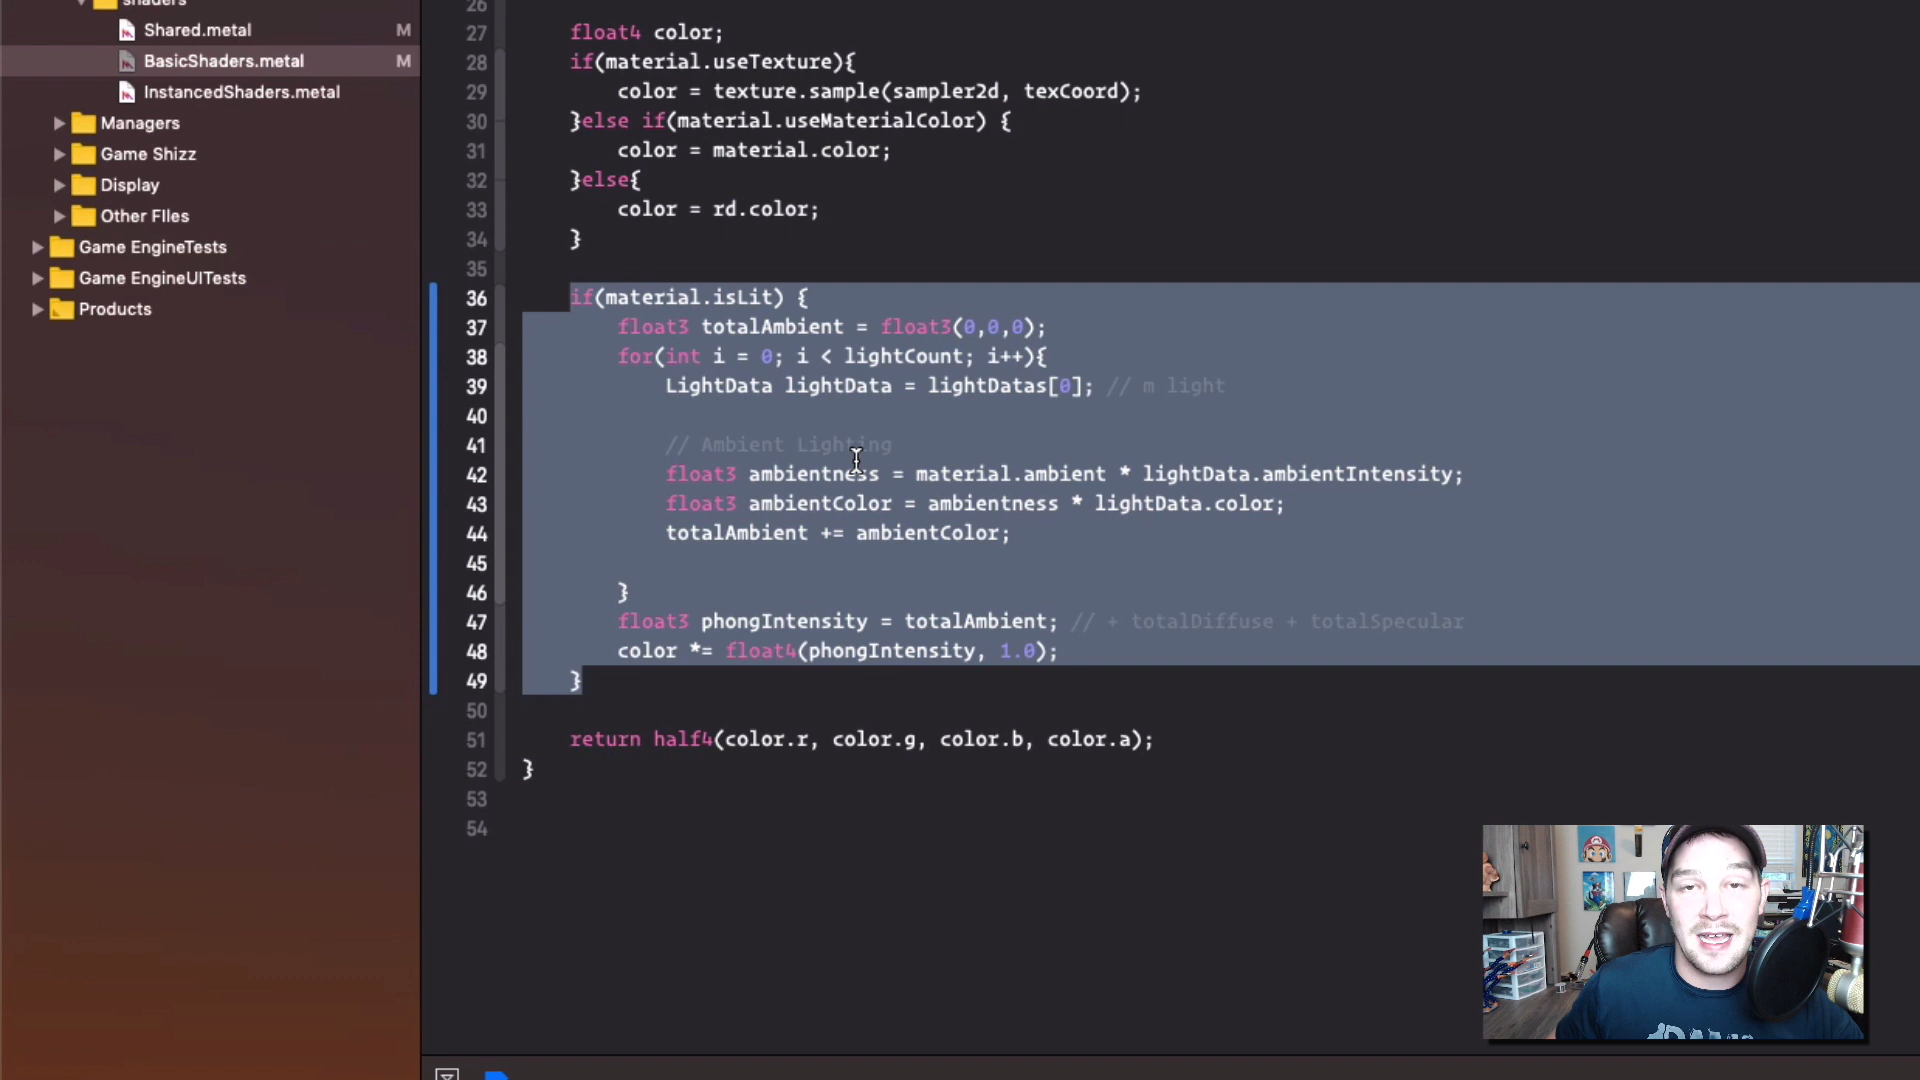 shaders
Shared.metal M
BasicShaders.metal M
InstancedShaders.metal
Managers
Game Shizz
Display
Other FIles
Game EngineTests
Game EngineUITests
Products
26
27 float4 color;
28 if(material.useTexture){
29 color = texture.sample(sampler2d, texCoord);
30 }else if(material.useMaterialColor) {
31 color = material.color;
32 }else{
33 color = rd.color;
34 }
35
36 if(material.isLit) {
37 float3 totalAmbient = float3(0,0,0);
38 for(int i = 0; i < lightCount; i++){
39 LightData lightData = lightDatas[0]; // m light
40
41 // Ambient Lighting
42 float3 ambientness = material.ambient * lightData.ambientIntensity;
43 float3 ambientColor = ambientness * lightData.color;
44 totalAmbient += ambientColor;
45
46 }
47 float3 phongIntensity = totalAmbient; // + totalDiffuse + totalSpecular
48 color *= float4(phongIntensity, 1.0);
49 }
50
51 return half4(color.r, color.g, color.b, color.a);
52 }
53
54